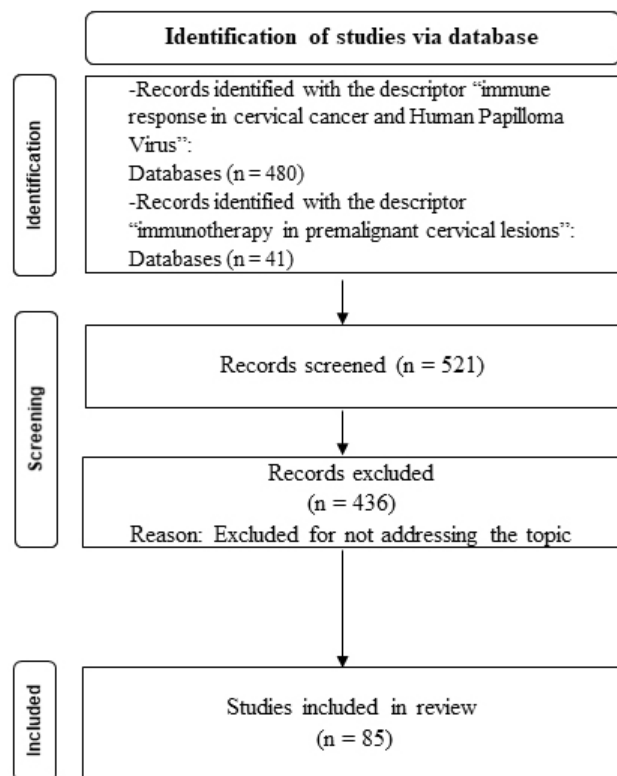 Identification of studies via database
Identification
-Records identified with the descriptor “immune
response in cervical cancer and Human Papilloma
Virus”:
Databases (n = 480)
-Records identified with the descriptor
“immunotherapy in premalignant cervical lesions”:
Databases (n = 41)
Screening
Records screened (n = 521)
Records excluded
(n = 436)
Reason: Excluded for not addressing the topic
Included
Studies included in review
(n = 85)